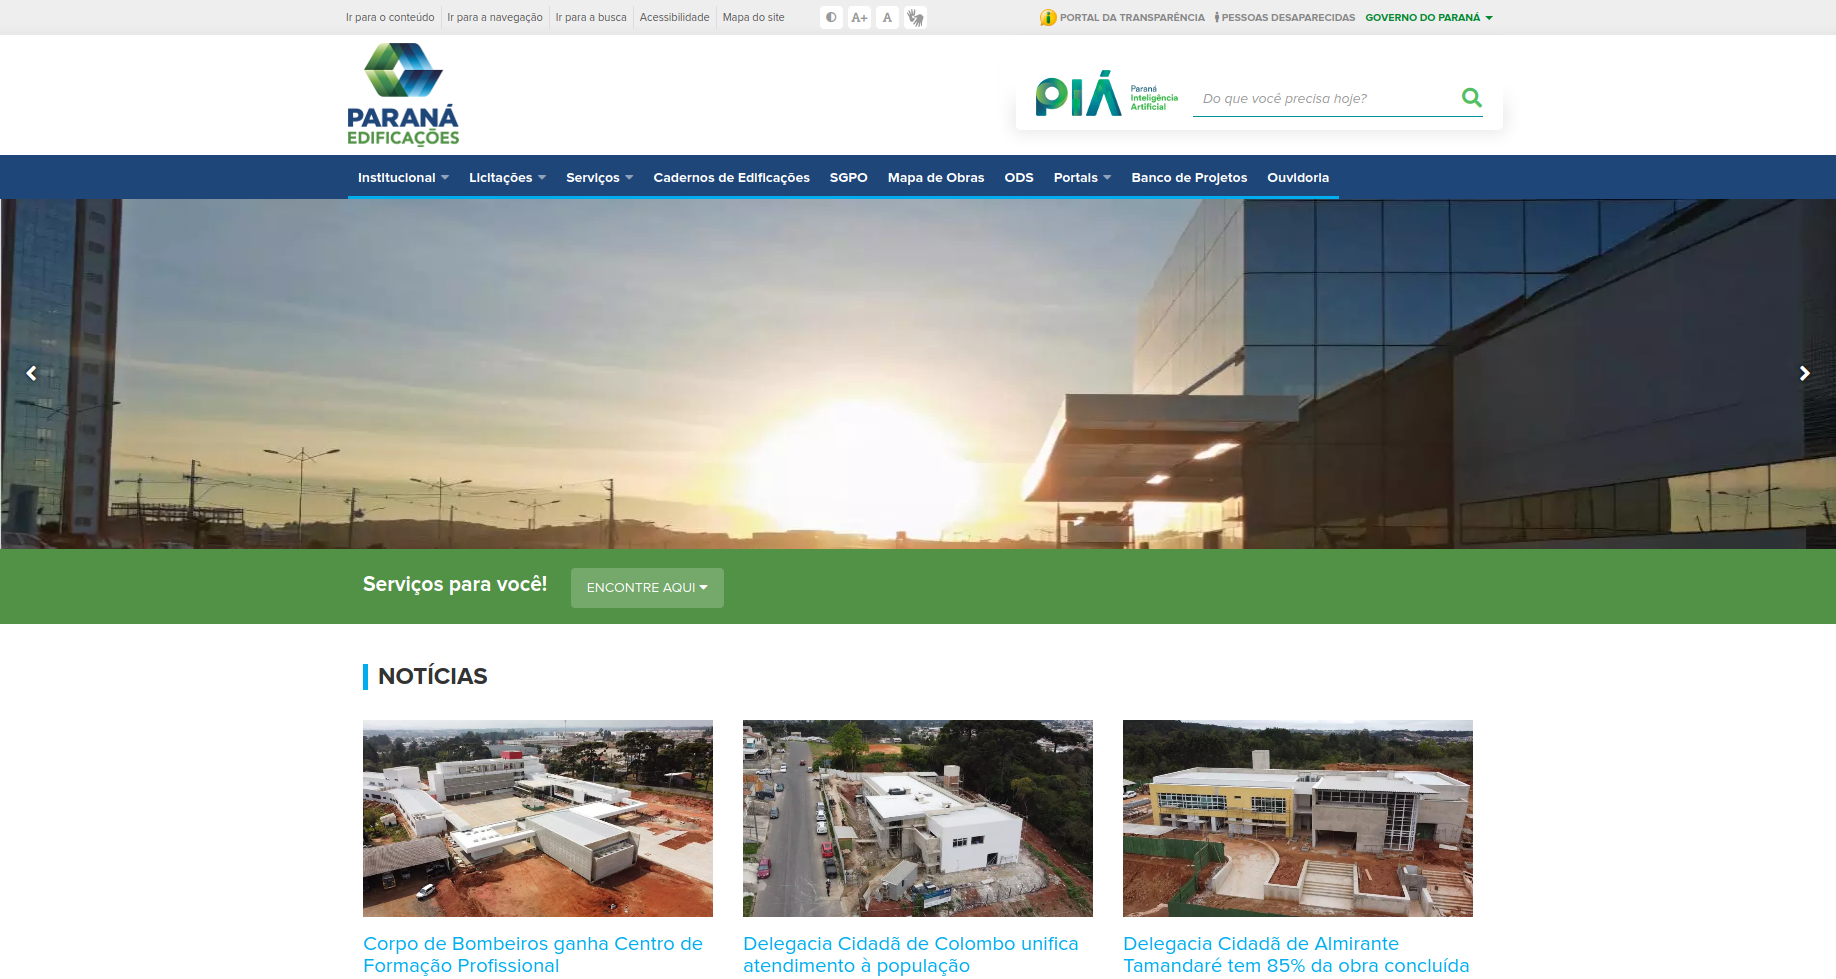 Ir para o conteúdo Ir para a navegação Ir para a busca Acessibilidade Mapa do site A+ A PORTAL DA TRANSPARÊNCIA PESSOAS DESAPARECIDAS GOVERNO DO PARANÁ
PARANÁ
EDIFICAÇÕES
PIÁ
Paraná
Inteligência
Artificial
Do que você precisa hoje?
Institucional Licitações Serviços Cadernos de Edificações SGPO Mapa de Obras ODS Portais Banco de Projetos Ouvidoria
Serviços para você! ENCONTRE AQUI
NOTÍCIAS
Corpo de Bombeiros ganha Centro de
Formação Profissional
Delegacia Cidadã de Colombo unifica
atendimento à população
Delegacia Cidadã de Almirante
Tamandaré tem 85% da obra concluída